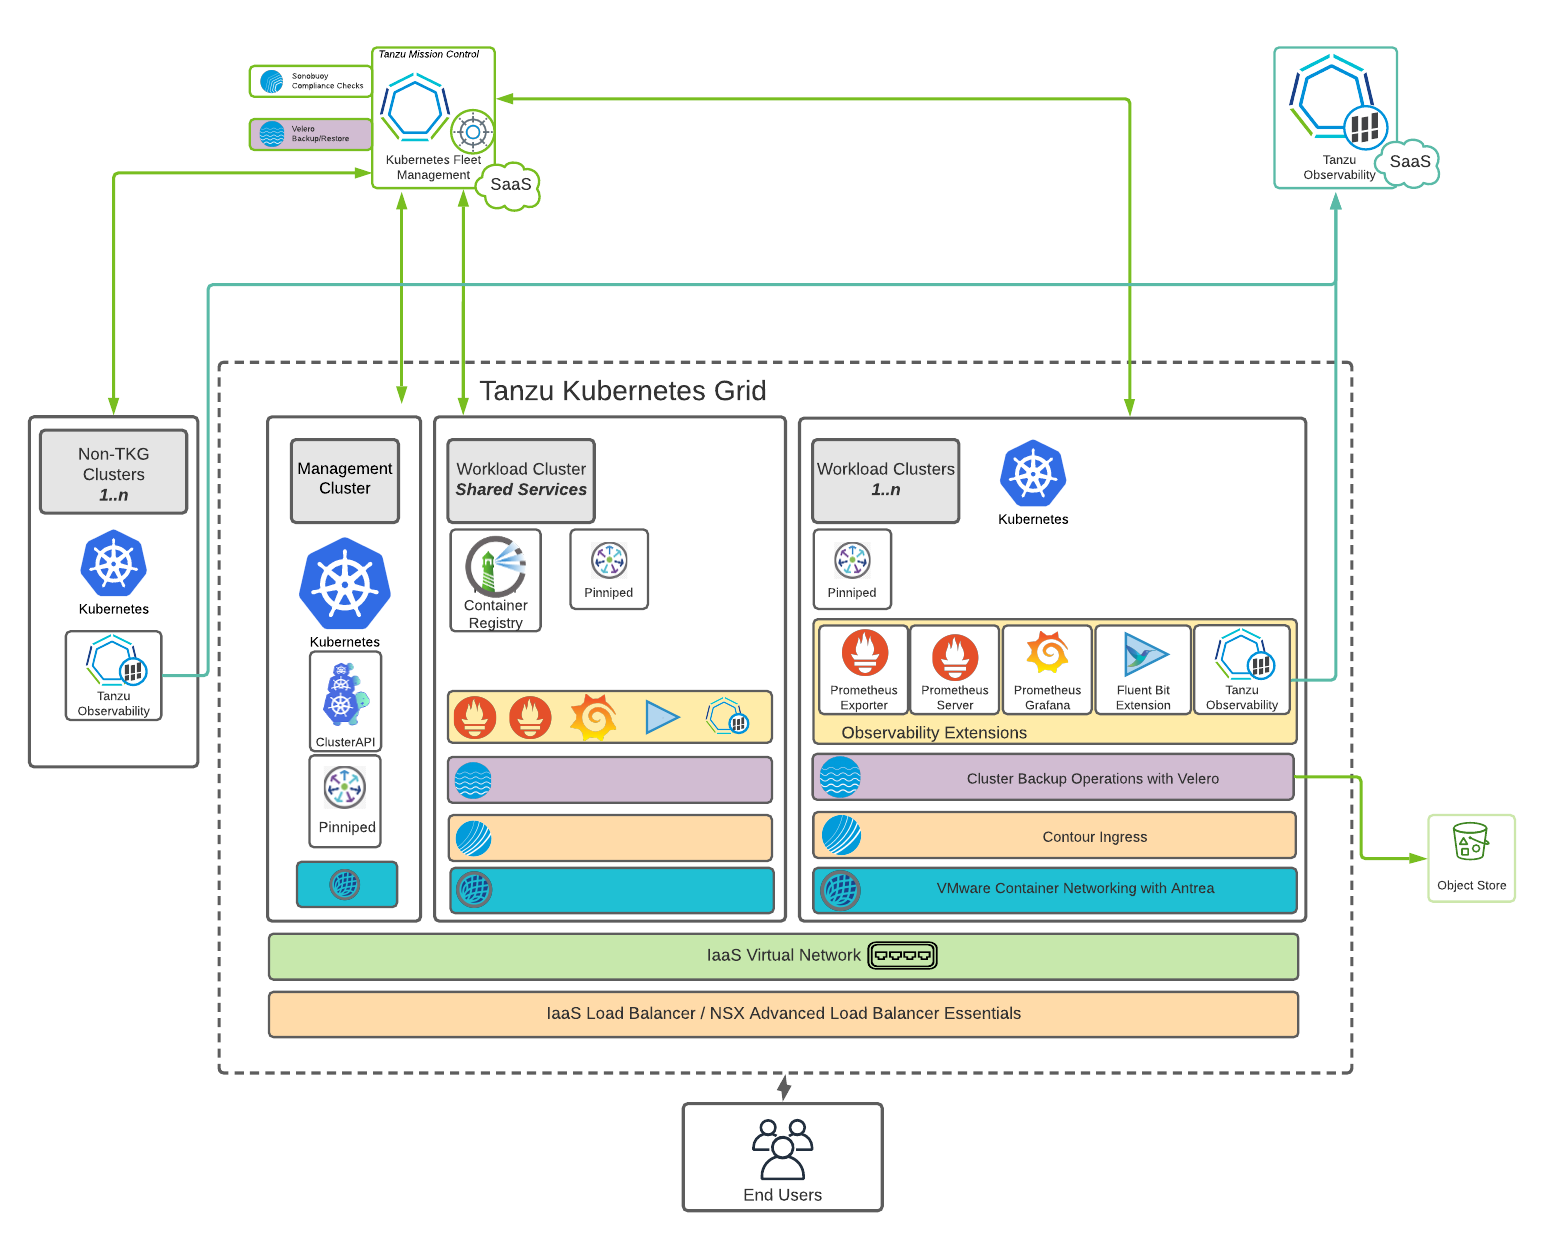 Tanzu Mission Control
Sonobuoy
Compliance Checks
Velero
Backup/Restore
Kubernetes Fleet
Management
SaaS
Tanzu
Observability
SaaS
Tanzu Kubernetes Grid
Non-TKG
Clusters
1..n
Kubernetes
Tanzu
Observability
Management
Cluster
Kubernetes
ClusterAPI
Pinniped
Workload Cluster
Shared Services
Container
Registry
Pinniped
Workload Clusters
1..n
Kubernetes
Pinniped
Prometheus
Exporter
Prometheus
Server
Prometheus
Grafana
Fluent Bit
Extension
Tanzu
Observability
Observability Extensions
Cluster Backup Operations with Velero
Contour Ingress
VMware Container Networking with Antrea
Object Store
IaaS Virtual Network
IaaS Load Balancer / NSX Advanced Load Balancer Essentials
End Users